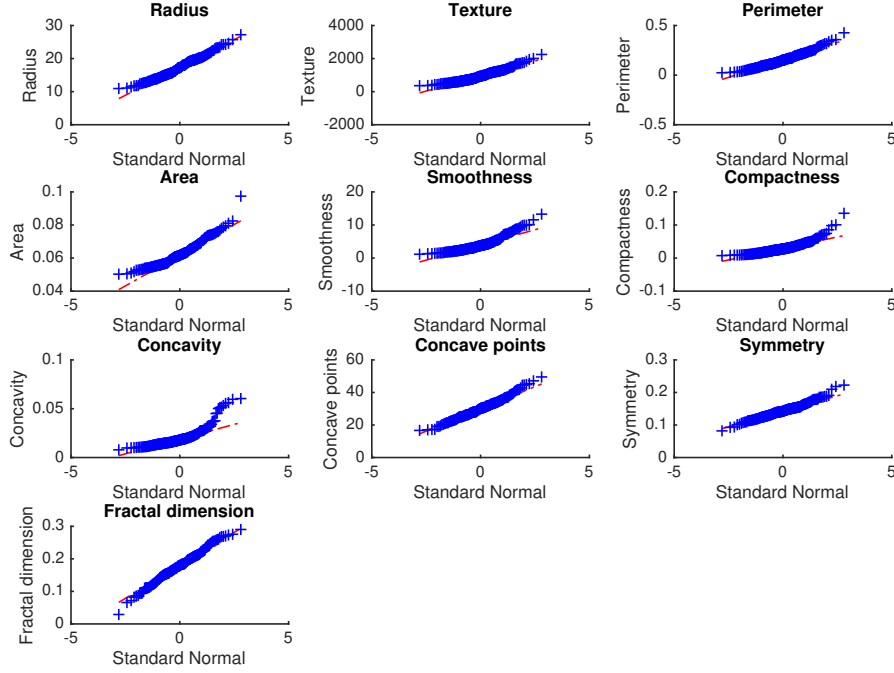 Radius
30
20
10
0
Radius
-5
0
5
Standard Normal
Texture
4000
2000
0
-2000
Texture
-5
0
5
Standard Normal
Perimeter
0.5
0
-0.5
Perimeter
-5
0
5
Standard Normal
Area
0.1
0.08
0.06
0.04
Area
-5
0
5
Standard Normal
Smoothness
20
10
0
-10
Smoothness
-5
0
5
Standard Normal
Compactness
0.2
0.1
0
-0.1
Compactness
-5
0
5
Standard Normal
Concavity
0.1
0.05
0
Concavity
-5
0
5
Standard Normal
Concave points
60
40
20
0
Concave points
-5
0
5
Standard Normal
Symmetry
0.3
0.2
0.1
0
Symmetry
-5
0
5
Standard Normal
Fractal dimension
0.3
0.2
0.1
0
Fractal dimension
-5
0
5
Standard Normal